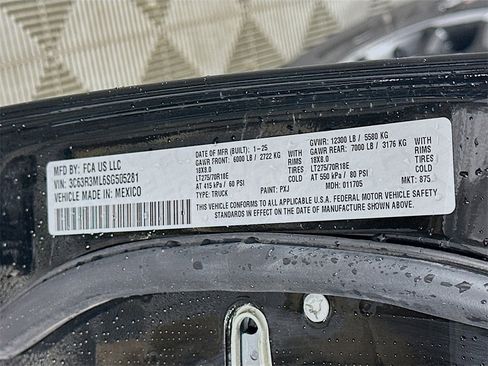 MFD BY: FCA US LLC
VIN: 3C63R3ML6SG505281
VEHICLE MADE IN: MEXICO
DATE OF MFR (BUILT): 1-25
GAWR FRONT: 6000 LB / 2722 KG
18X8.0
LT275/70R18E
AT 415 kPa / 60 PSI
TYPE: TRUCK
PAINT: PXJ
WITH TIRES RIMS AT COLD
GVWR: 12300 LB / 5580 KG
GAWR REAR: 7000 LB / 3176 KG
18X8.0
LT275/70R18E
AT 550 kPa / 80 PSI
MDH: 011705
WITH TIRES RIMS AT COLD
MKT: 875
THIS VEHICLE CONFORMS TO ALL APPLICABLE U.S.A. FEDERAL MOTOR VEHICLE SAFETY
STANDARDS IN EFFECT ON THE DATE OF MANUFACTURE SHOWN ABOVE